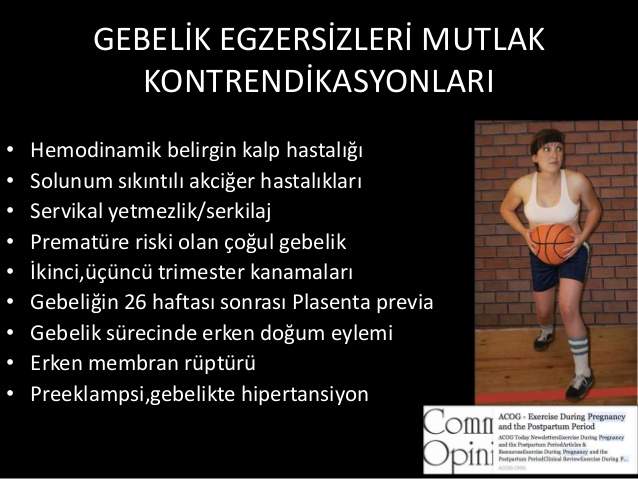 GEBELİK EGZERSİZLERİ MUTLAK
KONTRENDİKASYONLARI
• Hemodinamik belirgin kalp hastalığı
• Solunum sıkıntılı akciğer hastalıkları
• Servikal yetmezlik/serkilaj
• Prematüre riski olan çoğul gebelik
• İkinci,üçüncü trimester kanamaları
• Gebeliğin 26 haftası sonrası Plasenta previa
• Gebelik sürecinde erken doğum eylemi
• Erken membran rüptürü
• Preeklampsi,gebelikte hipertansiyon
Comm
Opini
ACOG - Exercise During Pregnancy
and the Postpartum Period
ACOG Today NewslettersExercise During Pregnancy
and the Postpartum PeriodArticles &
ResourcesExercise During Pregnancy and the
Postpartum PeriodClinical ReviewExercise During P...
ACOG.ORG